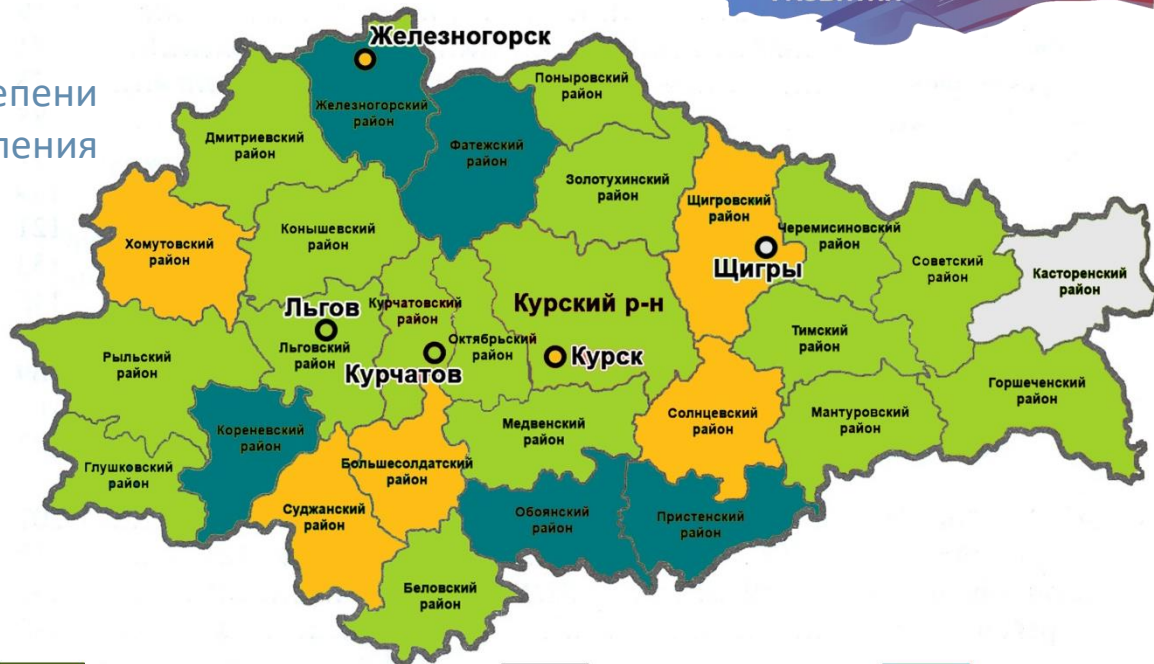 Железногорск
Поныровский
район
Железногорский
район
Дмитриевский
район
Фатежский
район
Золотухинский
район
Щигровский
район
Черемисиновский
район
Хомутовский
район
Конышевский
район
Щигры
Советский
район
Касторенский
район
Льгов
Курчатовский
район
Курский р-н
Октябрьский
район
Льговский
район
Тимский
район
Рыльский
район
Курчатов
Курск
Горшеченский
район
Солнцевский
район
Мантуровский
район
Медвенский
район
Кореневский
район
Глушковский
район
Большесолдатский
район
Суджанский
район
Обоянский
район
Пристенский
район
Беловский
район